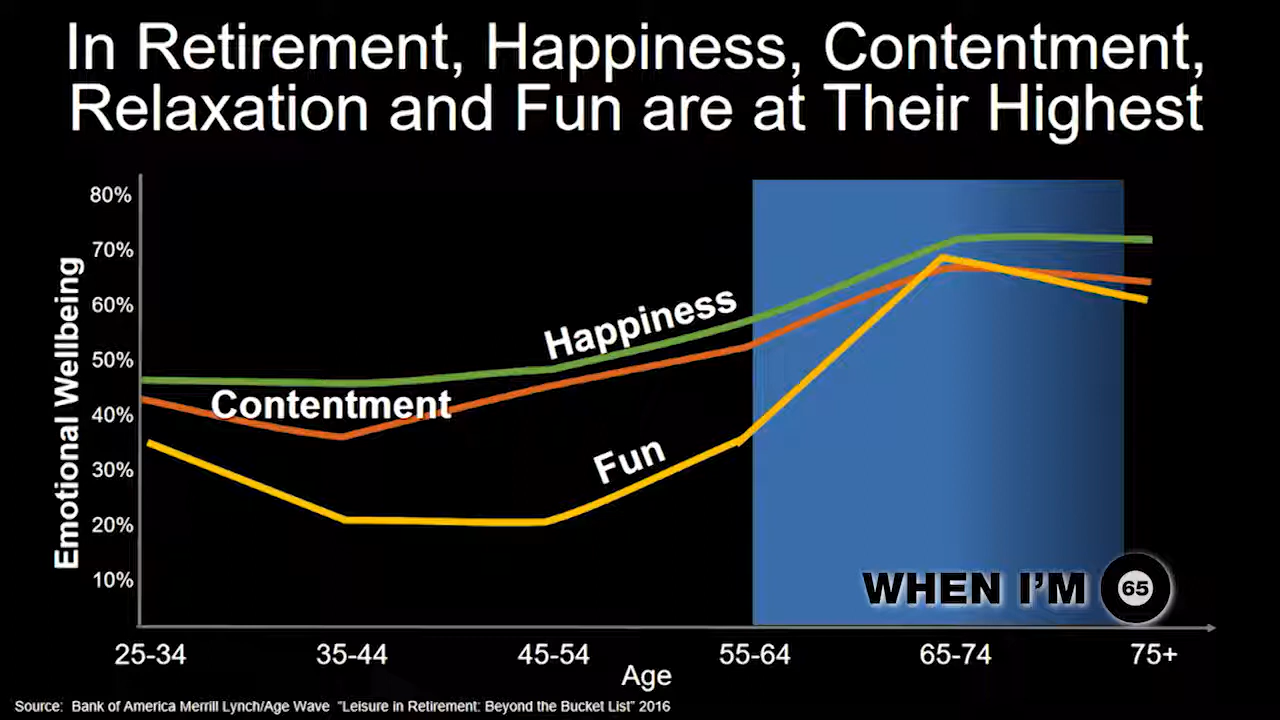 In Retirement, Happiness, Contentment,
Relaxation and Fun are at Their Highest
80%
70%
60%
50%
40%
30%
20%
10%
Emotional Wellbeing
Happiness
Contentment
Fun
WHEN I'M 65
25-34 35-44 45-54 55-64 65-74 75+
Age
Source: Bank of America Merrill Lynch/Age Wave "Leisure in Retirement: Beyond the Bucket List" 2016